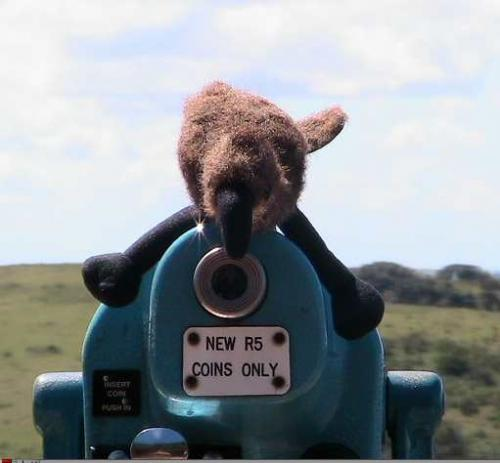 NEW R5
COINS ONLY
INSERT
COIN
PUSH IN